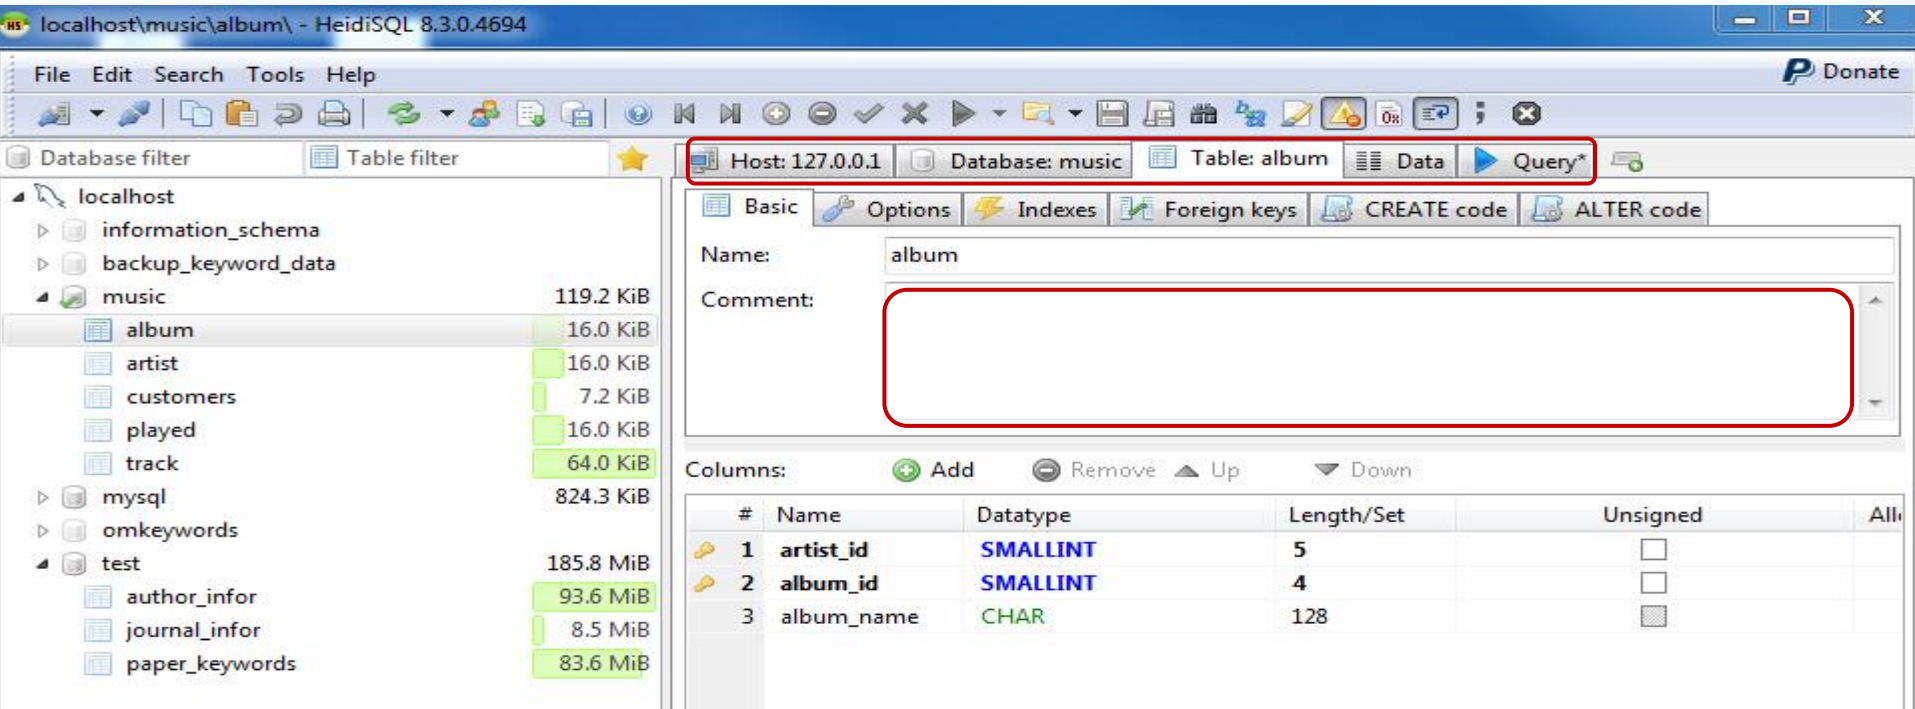 localhost\music\album\ - HeidiSQL 8.3.0.4694
File Edit Search Tools Help
Donate
Database filter
Table filter
Host: 127.0.0.1 Database: music Table: album Data Query*
localhost
information_schema
backup_keyword_data
music 119.2 KiB
album 16.0 KiB
artist 16.0 KiB
customers 7.2 KiB
played 16.0 KiB
track 64.0 KiB
mysql 824.3 KiB
omkeywords
test 185.8 MiB
author_infor 93.6 MiB
journal_infor 8.5 MiB
paper_keywords 83.6 MiB
Basic Options Indexes Foreign keys CREATE code ALTER code
Name: album
Comment:
Columns: Add Remove Up Down
# Name Datatype Length/Set Unsigned
1 artist_id SMALLINT 5
2 album_id SMALLINT 4
3 album_name CHAR 128